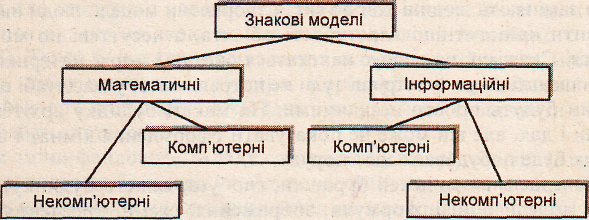 Знакові моделі
Математичні
Інформаційні
Комп'ютерні
Комп'ютерні
Некомп'ютерні
Некомп'ютерні